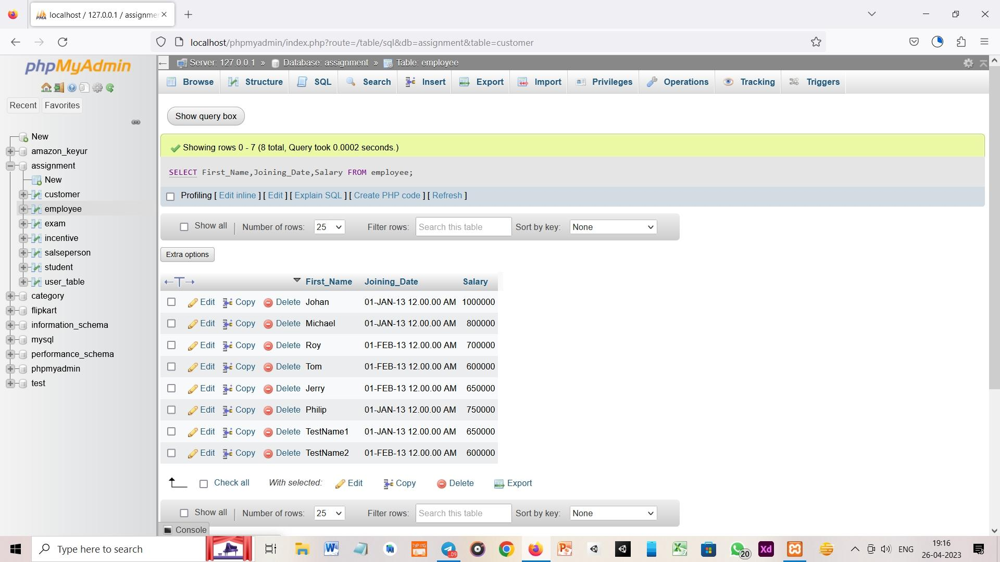 localhost / 127.0.0.1 / assignme
localhost/phpmyadmin/index.php?route=/table/sql&db=assignment&table=customer
phpMyAdmin
Recent Favorites
New
amazon_keyur
assignment
New
customer
employee
exam
incentive
salseperson
student
user_table
category
flipkart
information_schema
mysql
performance_schema
phpmyadmin
test
Server: 127.0.0.1 » Database: assignment » Table: employee
Browse Structure SQL Search Insert Export Import Privileges Operations Tracking Triggers
Show query box
Showing rows 0 - 7 (8 total, Query took 0.0002 seconds.)
SELECT First_Name,Joining_Date,Salary FROM employee;
Profiling [ Edit inline ] [ Edit ] [ Explain SQL ] [ Create PHP code ] [ Refresh ]
Show all Number of rows: 25 Filter rows: Search this table Sort by key: None
Extra options
First_Name Joining_Date Salary
Edit Copy Delete Johan 01-JAN-13 12.00.00 AM 1000000
Edit Copy Delete Michael 01-JAN-13 12.00.00 AM 800000
Edit Copy Delete Roy 01-FEB-13 12.00.00 AM 700000
Edit Copy Delete Tom 01-FEB-13 12.00.00 AM 600000
Edit Copy Delete Jerry 01-FEB-13 12.00.00 AM 650000
Edit Copy Delete Philip 01-JAN-13 12.00.00 AM 750000
Edit Copy Delete TestName1 01-JAN-13 12.00.00 AM 650000
Edit Copy Delete TestName2 01-FEB-13 12.00.00 AM 600000
Check all With selected: Edit Copy Delete Export
Show all Number of rows: 25 Filter rows: Search this table Sort by key: None
Console
Type here to search
20
Xd
ENG
19:16
26-04-2023